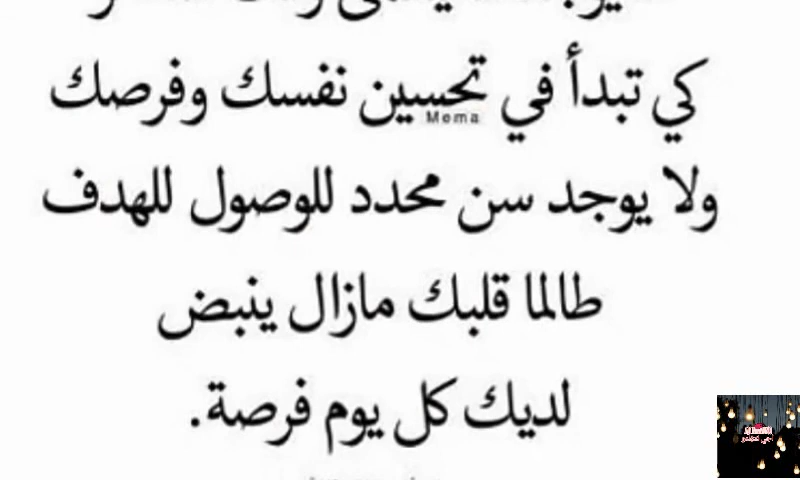 كي تبدأ في تحسين نفسك وفرصك
Mema
ولا يوجد سن محدد للوصول للهدف
طالما قلبك مازال ينبض
لديك كل يوم فرصة.